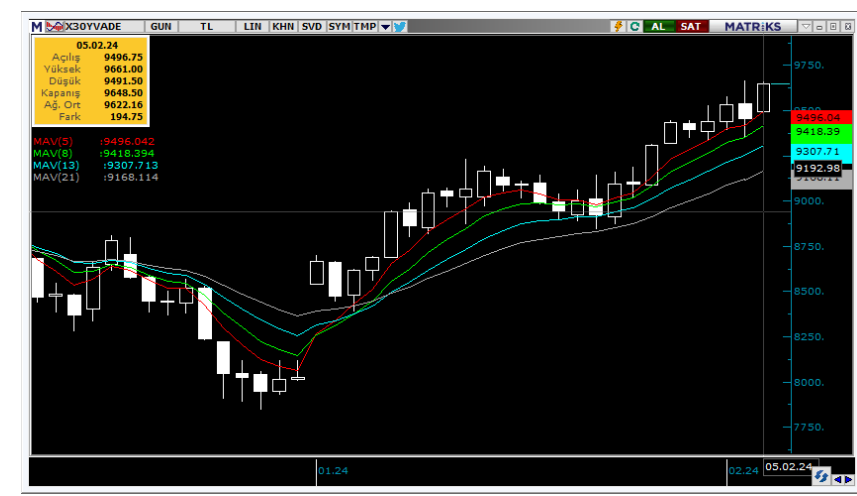 M X30YVADE GUN TL LIN KHN SVD SYM TMP AL SAT MATRiKS
05.02.24
Açılış 9496.75
Yüksek 9661.00
Düşük 9491.50
Kapanış 9648.50
Ağ. Ort 9622.16
Fark 194.75
MAV(5) :9496.042
MAV(8) :9418.394
MAV(13) :9307.713
MAV(21) :9168.114
9750.
9500.
9496.04
9418.39
9307.71
9192.98
9168.11
9000.
8750.
8500.
8250.
8000.
7750.
01.24 02.24 05.02.24